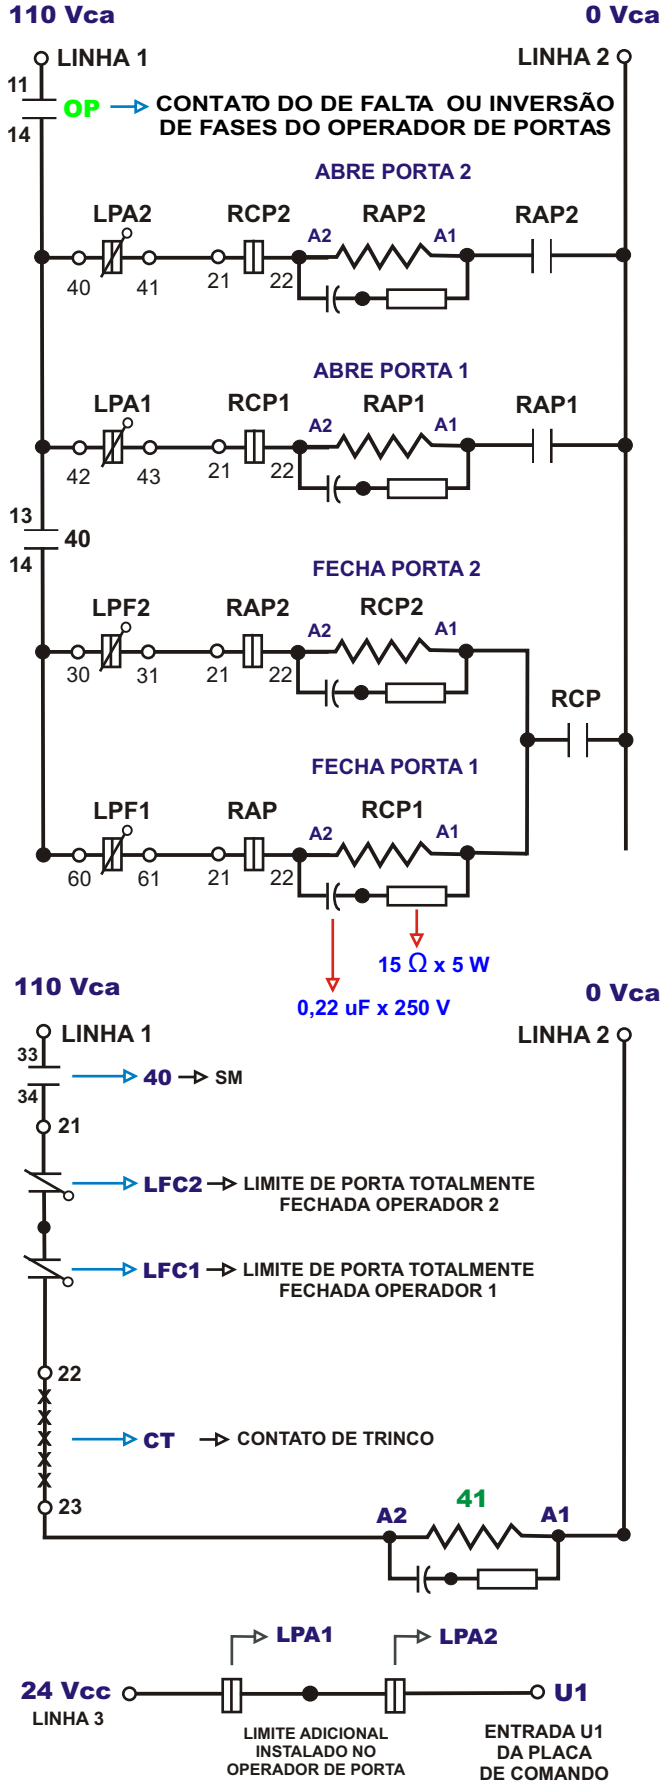 110 Vca 0 Vca
LINHA 1 LINHA 2
11
OP CONTATO DO DE FALTA OU INVERSÃO
14 DE FASES DO OPERADOR DE PORTAS
ABRE PORTA 2
LPA2 RCP2 RAP2 RAP2
A2 A1
40 41 21 22
ABRE PORTA 1
LPA1 RCP1 RAP1 RAP1
A2 A1
42 43 21 22
13
40
14
FECHA PORTA 2
LPF2 RAP2 RCP2
A2 A1
30 31 21 22
RCP
FECHA PORTA 1
LPF1 RAP RCP1
A2 A1
60 61 21 22
15 Ω x 5 W
0,22 uF x 250 V
110 Vca 0 Vca
LINHA 1 LINHA 2
33
40 SM
34
21
LFC2 LIMITE DE PORTA TOTALMENTE
FECHADA OPERADOR 2
LFC1 LIMITE DE PORTA TOTALMENTE
FECHADA OPERADOR 1
22
CT CONTATO DE TRINCO
23
41
A2 A1
LPA1 LPA2
24 Vcc U1
LINHA 3
LIMITE ADICIONAL
INSTALADO NO
OPERADOR DE PORTA
ENTRADA U1
DA PLACA
DE COMANDO